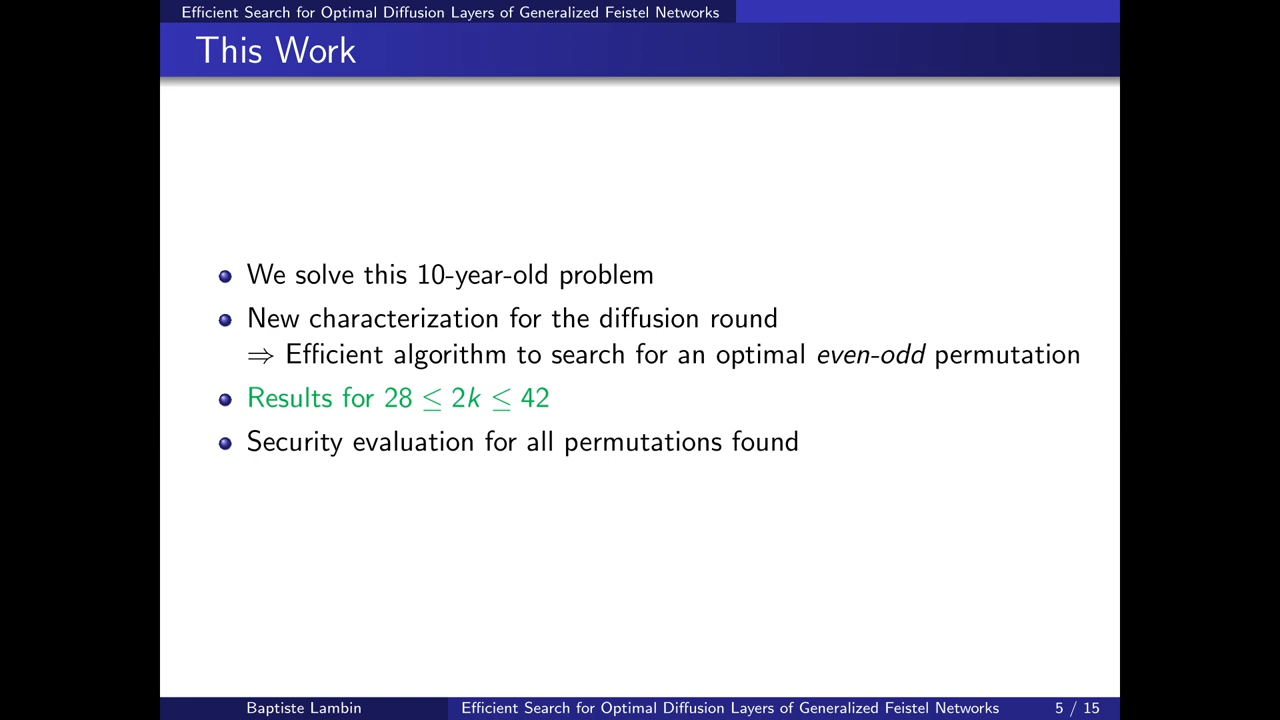 Efficient Search for Optimal Diffusion Layers of Generalized Feistel Networks
This Work
We solve this 10-year-old problem
New characterization for the diffusion round
⇒ Efficient algorithm to search for an optimal even-odd permutation
Results for 28 ≤ 2k ≤ 42
Security evaluation for all permutations found
Baptiste Lambin Efficient Search for Optimal Diffusion Layers of Generalized Feistel Networks 5 / 15